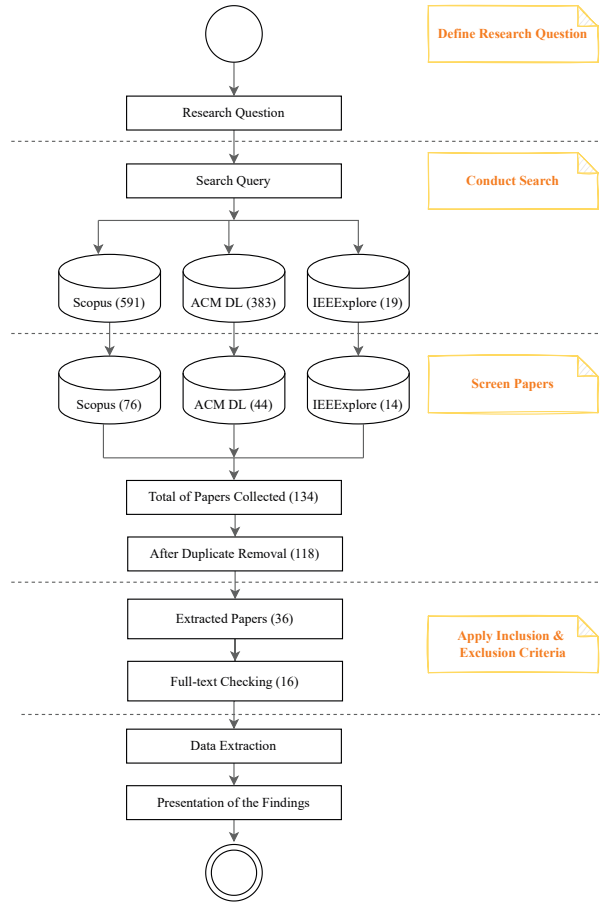 Define Research Question
Research Question
Search Query
Conduct Search
Scopus (591)
ACM DL (383)
IEEExplore (19)
Scopus (76)
ACM DL (44)
IEEExplore (14)
Screen Papers
Total of Papers Collected (134)
After Duplicate Removal (118)
Extracted Papers (36)
Apply Inclusion &
Exclusion Criteria
Full-text Checking (16)
Data Extraction
Presentation of the Findings